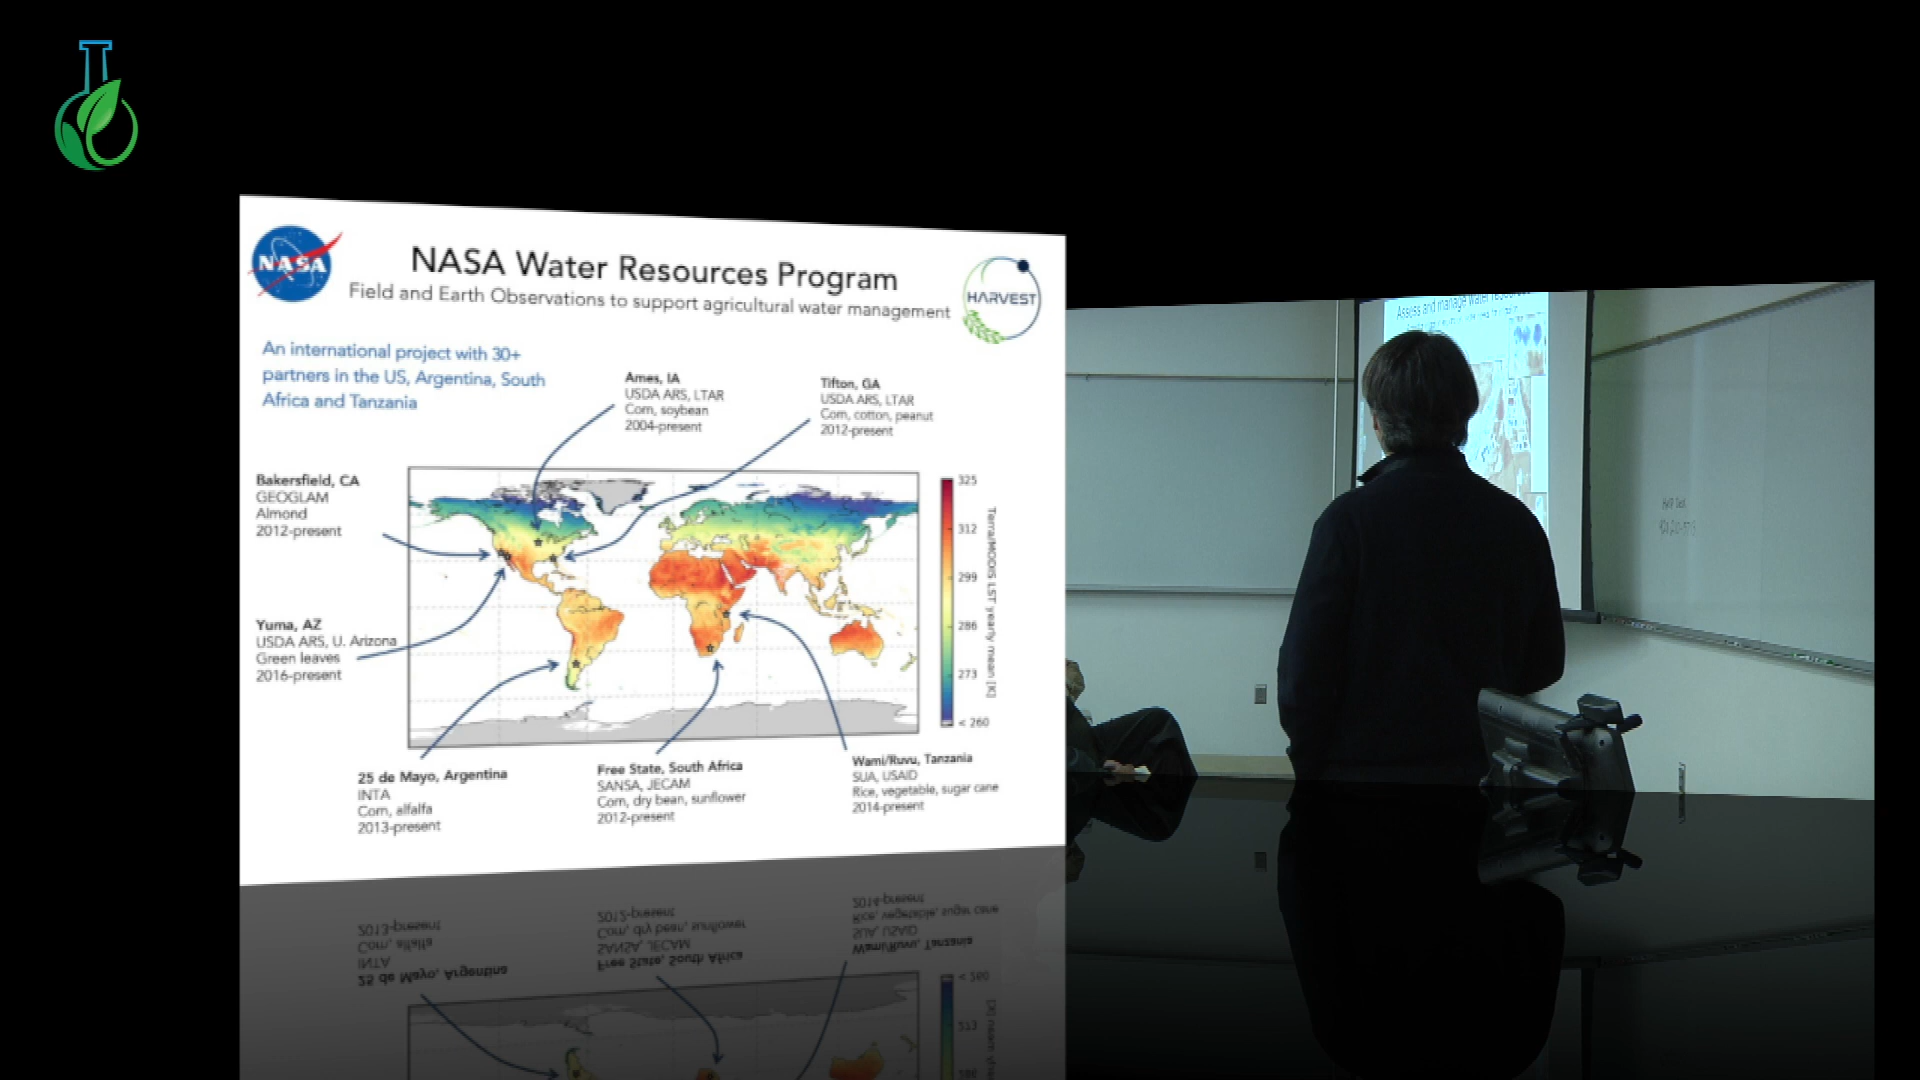 NASA
NASA Water Resources Program
Field and Earth Observations to support agricultural water management
HARVEST
An international project with 30+
partners in the US, Argentina, South
Africa and Tanzania
Ames, IA
USDA ARS, LTAR
Corn, soybean
2004-present
Tifton, GA
USDA ARS, LTAR
Corn, cotton, peanut
2012-present
Bakersfield, CA
GEOGLAM
Almond
2012-present
Yuma, AZ
USDA ARS, U. Arizona
Green leaves
2016-present
325
312
299
286
273
< 260
Terra/MODIS LST yearly mean [K]
25 de Mayo, Argentina
INTA
Corn, alfalfa
2013-present
Free State, South Africa
SANSA, JECAM
Corn, dry bean, sunflower
2012-present
Wami/Ruvu, Tanzania
SUA, USAID
Rice, vegetable, sugar cane
2014-present
Assess and manage water